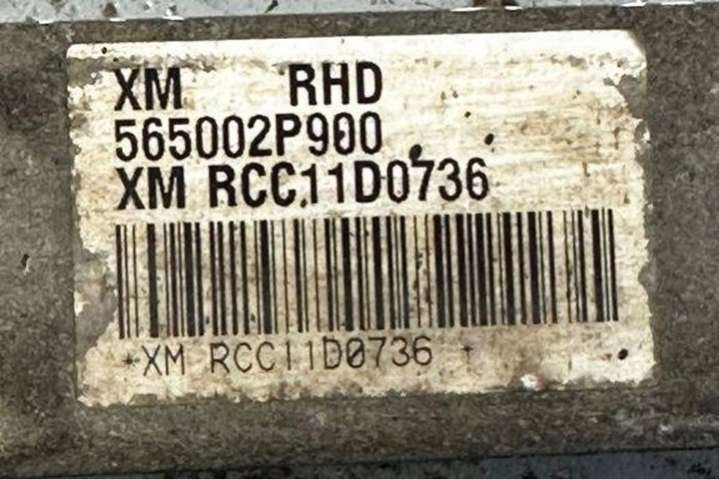 XM RHD
565002P900
XM RCC11D0736
*XM RCC11D0736 *